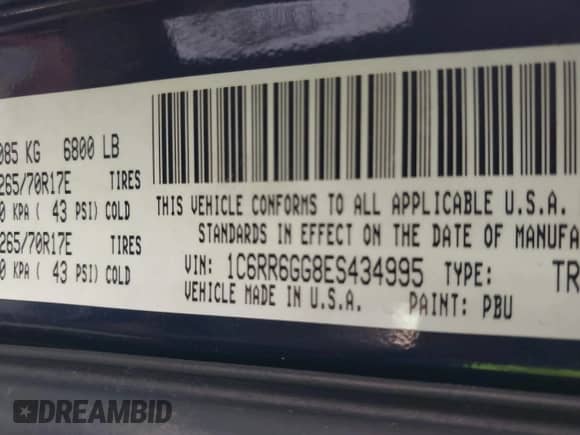 085 KG 6800 LB
265/70R17E TIRES
0 KPA ( 43 PSI) COLD
265/70R17E TIRES
0 KPA ( 43 PSI) COLD
THIS VEHICLE CONFORMS TO ALL APPLICABLE U.S.A.
STANDARDS IN EFFECT ON THE DATE OF MANUFA
VIN: 1C6RR6GG8ES434995 TYPE: TR
VEHICLE MADE IN U.S.A. PAINT: PBU
DREAMBID